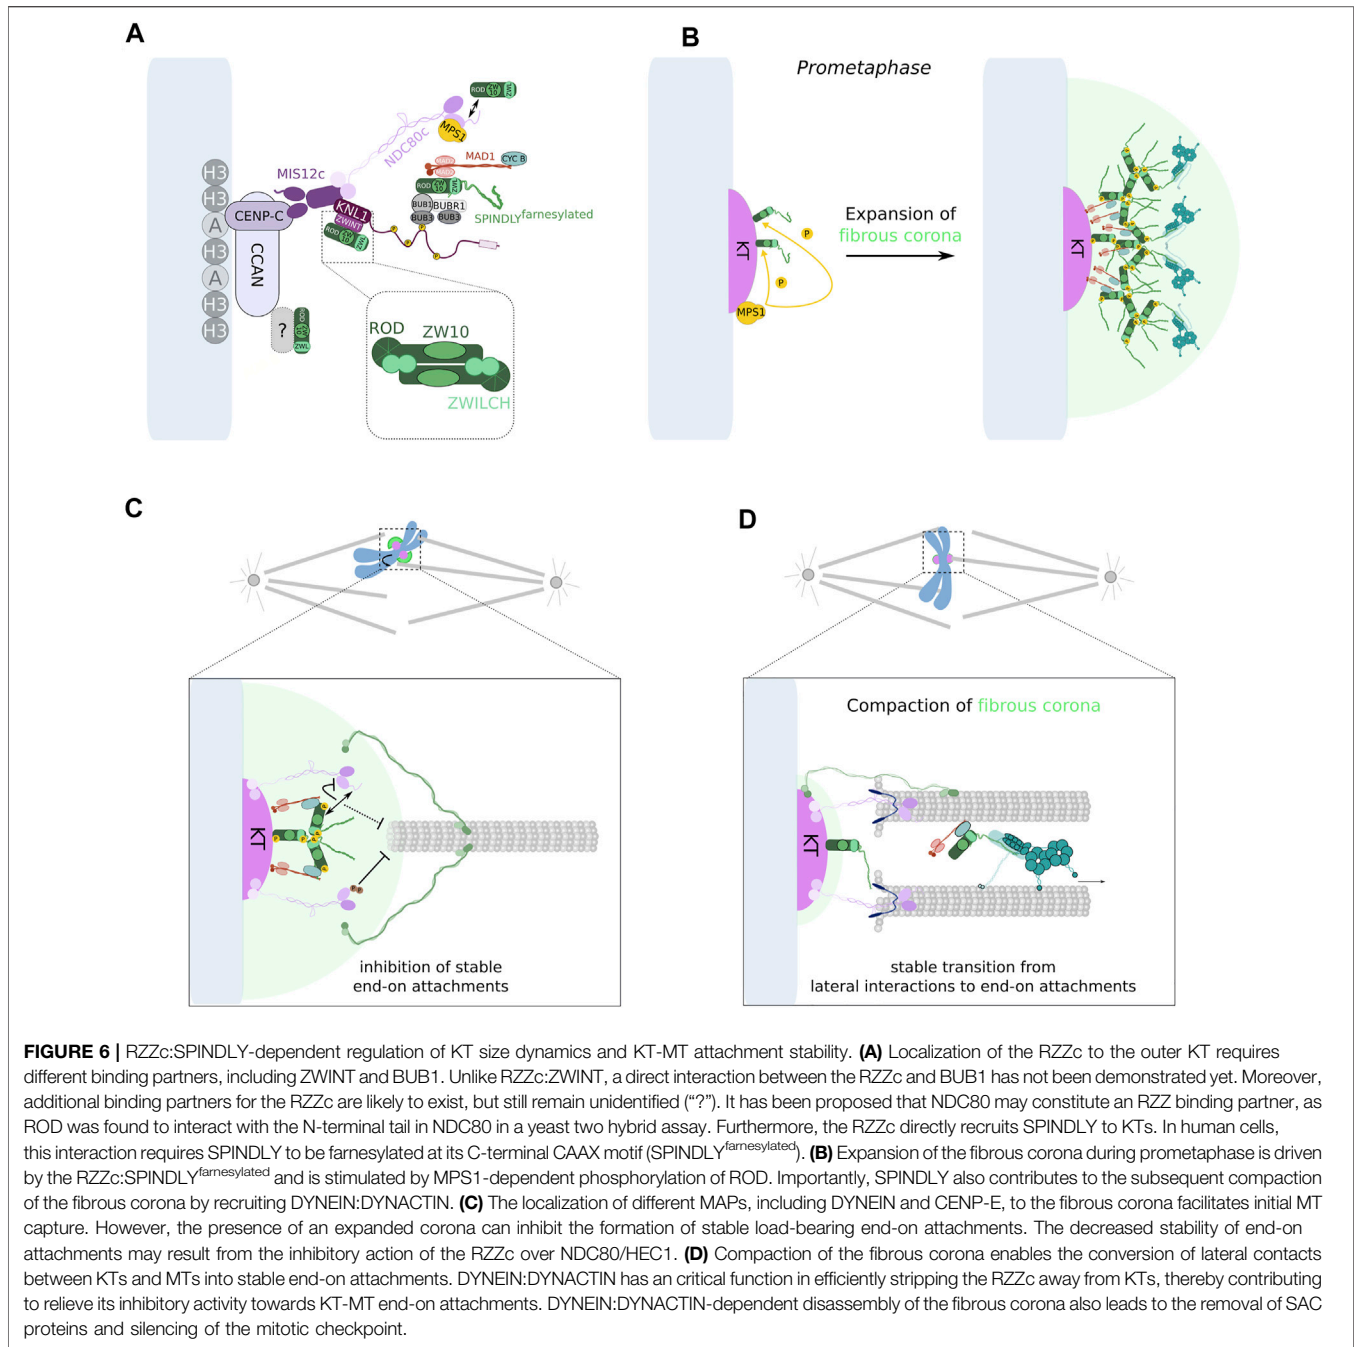 A
H3
H3
A
H3
A
H3
H3
CENP-C
CCAN
MIS12c
NDC80c
MPS1
ROD
ZW10
ZWL
MAD1
CYC B
MAD2
MAD2
ROD
ZW10
ZWL
BUB1
BUBR1
BUB3
BUB3
SPINDLYfarnesylated
KNL1
ZWINT
ROD
ZW10
ZWL
P
P
P
?
ROD
ZW10
ZWL
ROD
ZW10
ZWILCH
B
Prometaphase
KT
MPS1
P
P
Expansion of
fibrous corona
KT
C
KT
inhibition of stable
end-on attachments
D
Compaction of fibrous corona
KT
stable transition from
lateral interactions to end-on attachments
FIGURE 6 | RZZc:SPINDLY-dependent regulation of KT size dynamics and KT-MT attachment stability. (A) Localization of the RZZc to the outer KT requires
different binding partners, including ZWINT and BUB1. Unlike RZZc:ZWINT, a direct interaction between the RZZc and BUB1 has not been demonstrated yet. Moreover,
additional binding partners for the RZZc are likely to exist, but still remain unidentified (“?”). It has been proposed that NDC80 may constitute an RZZ binding partner, as
ROD was found to interact with the N-terminal tail in NDC80 in a yeast two hybrid assay. Furthermore, the RZZc directly recruits SPINDLY to KTs. In human cells,
this interaction requires SPINDLY to be farnesylated at its C-terminal CAAX motif (SPINDLYfarnesylated). (B) Expansion of the fibrous corona during prometaphase is driven
by the RZZc:SPINDLYfarnesylated and is stimulated by MPS1-dependent phosphorylation of ROD. Importantly, SPINDLY also contributes to the subsequent compaction
of the fibrous corona by recruiting DYNEIN:DYNACTIN. (C) The localization of different MAPs, including DYNEIN and CENP-E, to the fibrous corona facilitates initial MT
capture. However, the presence of an expanded corona can inhibit the formation of stable load-bearing end-on attachments. The decreased stability of end-on
attachments may result from the inhibitory action of the RZZc over NDC80/HEC1. (D) Compaction of the fibrous corona enables the conversion of lateral contacts
between KTs and MTs into stable end-on attachments. DYNEIN:DYNACTIN has an critical function in efficiently stripping the RZZc away from KTs, thereby contributing
to relieve its inhibitory activity towards KT-MT end-on attachments. DYNEIN:DYNACTIN-dependent disassembly of the fibrous corona also leads to the removal of SAC
proteins and silencing of the mitotic checkpoint.